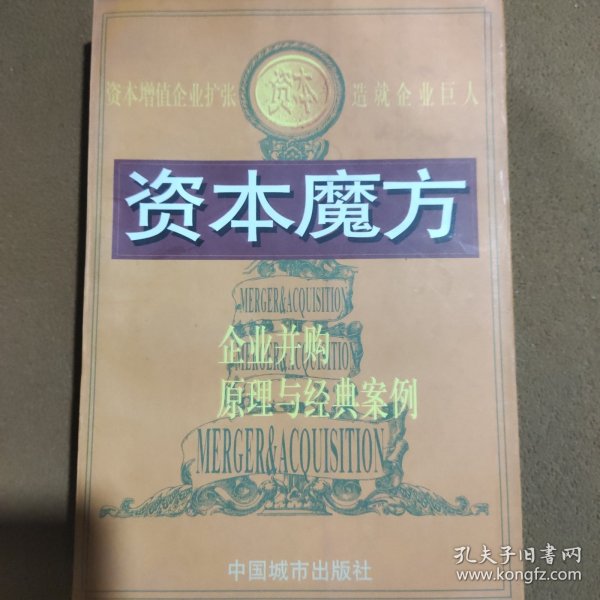 资本增值企业扩张 资本 造就企业巨人
资本魔方
MERGER&ACQUISITION
企业并购
MERGER&ACQUISITION
原理与经典案例
MERGER&ACQUISITION
中国城市出版社
孔夫子旧书网
www.kongfz.com